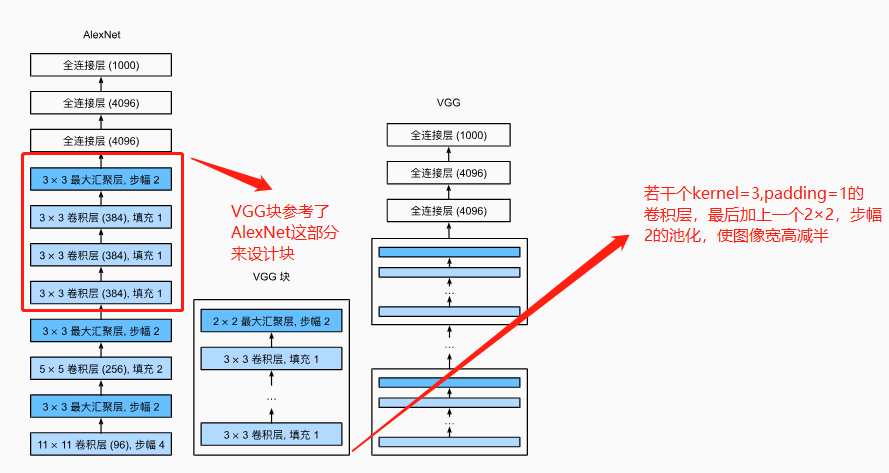 AlexNet
全连接层 (1000)
全连接层 (4096)
全连接层 (4096)
3 × 3 最大汇聚层, 步幅 2
3 × 3 卷积层 (384), 填充 1
3 × 3 卷积层 (384), 填充 1
3 × 3 卷积层 (384), 填充 1
3 × 3 最大汇聚层, 步幅 2
5 × 5 卷积层 (256), 填充 2
3 × 3 最大汇聚层, 步幅 2
11 × 11 卷积层 (96), 步幅 4
VGG块参考了
AlexNet这部分
来设计块
VGG 块
2 × 2 最大汇聚层, 步幅 2
3 × 3 卷积层, 填充 1
...
3 × 3 卷积层, 填充 1
VGG
全连接层 (1000)
全连接层 (4096)
全连接层 (4096)
...
...
...
若干个kernel=3,padding=1的
卷积层，最后加上一个2×2，步幅
2的池化，使图像宽高减半